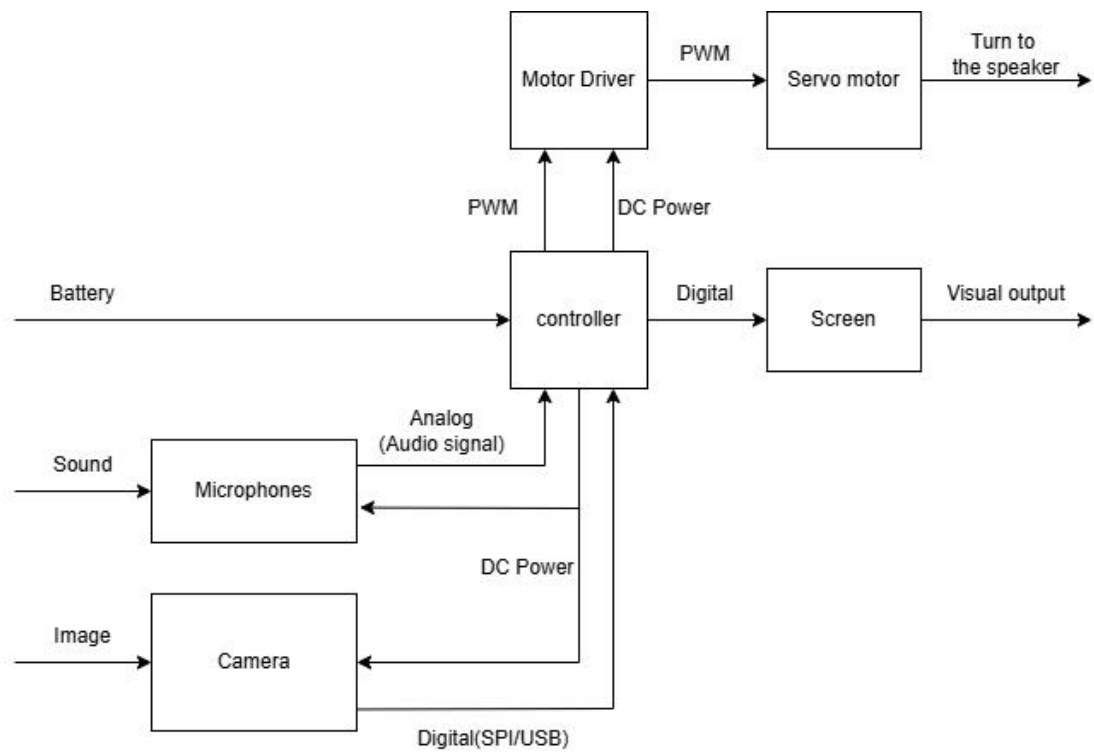 Motor Driver
PWM
Servo motor
Turn to
the speaker
PWM
DC Power
Battery
controller
Digital
Screen
Visual output
Analog
(Audio signal)
Sound
Microphones
DC Power
Image
Camera
Digital(SPI/USB)